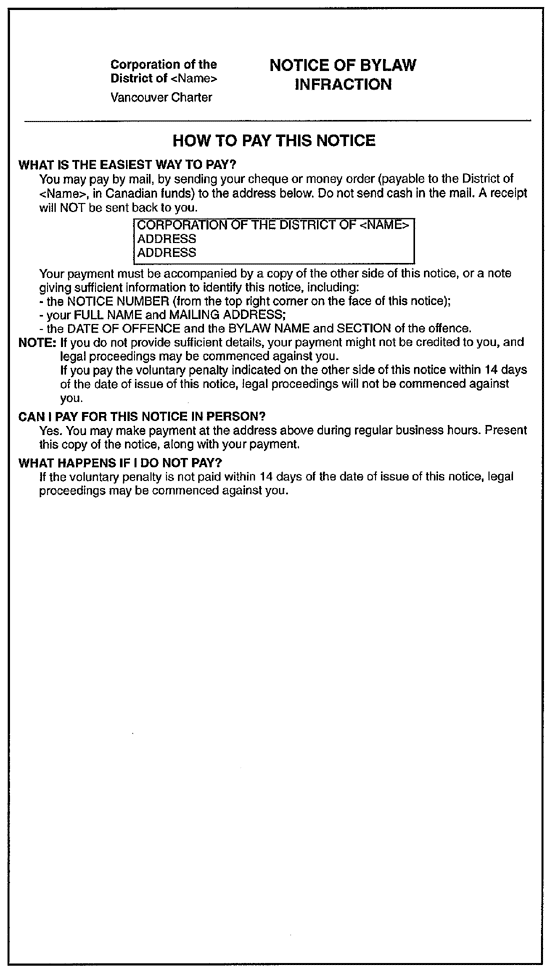 Corporation of the
District of <Name>
Vancouver Charter
NOTICE OF BYLAW
INFRACTION
HOW TO PAY THIS NOTICE
WHAT IS THE EASIEST WAY TO PAY?
You may pay by mail, by sending your cheque or money order (payable to the District of
<Name>, in Canadian funds) to the address below. Do not send cash in the mail. A receipt
will NOT be sent back to you.
CORPORATION OF THE DISTRICT OF <NAME>
ADDRESS
ADDRESS
Your payment must be accompanied by a copy of the other side of this notice, or a note
giving sufficient information to identify this notice, including:
- the NOTICE NUMBER (from the top right corner on the face of this notice);
- your FULL NAME and MAILING ADDRESS;
- the DATE OF OFFENCE and the BYLAW NAME and SECTION of the offence.
NOTE: If you do not provide sufficient details, your payment might not be credited to you, and
legal proceedings may be commenced against you.
If you pay the voluntary penalty indicated on the other side of this notice within 14 days
of the date of issue of this notice, legal proceedings will not be commenced against
you.
CAN I PAY FOR THIS NOTICE IN PERSON?
Yes. You may make payment at the address above during regular business hours. Present
this copy of the notice, along with your payment.
WHAT HAPPENS IF I DO NOT PAY?
If the voluntary penalty is not paid within 14 days of the date of issue of this notice, legal
proceedings may be commenced against you.